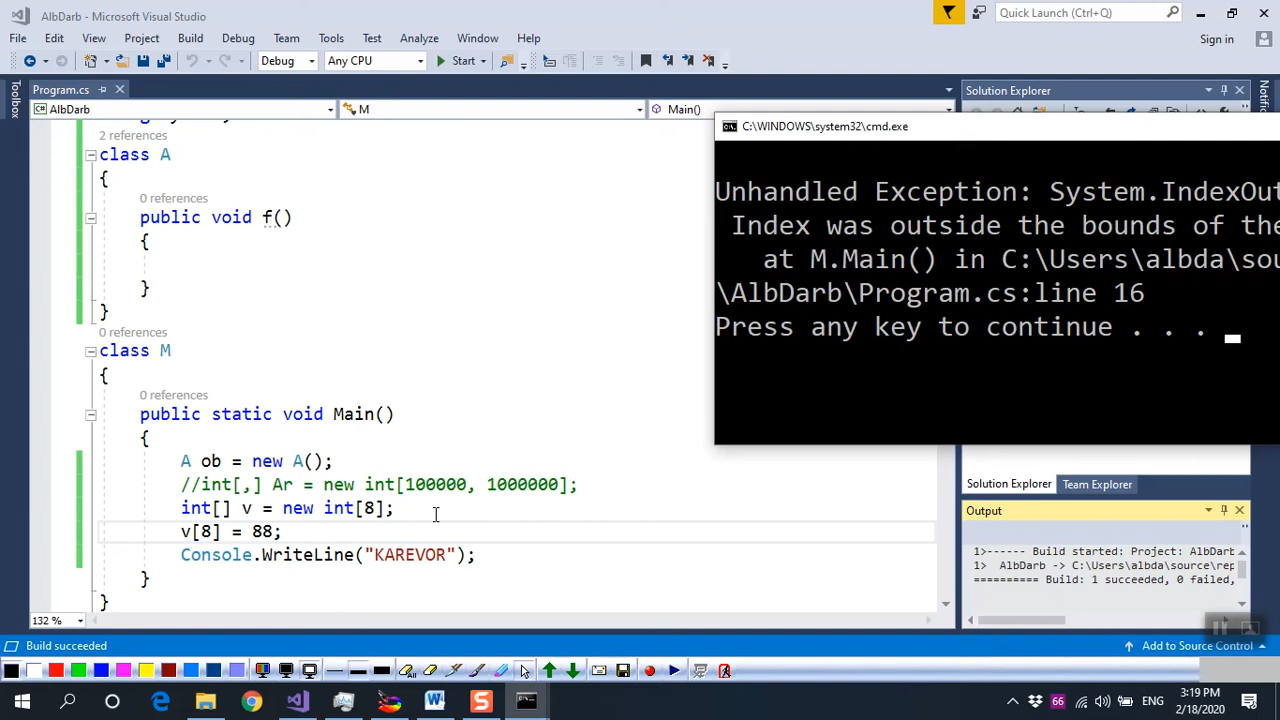 AlbDarb - Microsoft Visual Studio
Quick Launch (Ctrl+Q)
File Edit View Project Build Debug Team Tools Test Analyze Window Help
Sign in
Debug Any CPU Start
Program.cs
Solution Explorer
Toolbox
AlbDarb M Main()
2 references
class A
{
0 references
public void f()
{
}
}
0 references
class M
{
0 references
public static void Main()
{
A ob = new A();
//int[,] Ar = new int[100000, 1000000];
int[] v = new int[8];
v[8] = 88;
Console.WriteLine("KAREVOR");
}
}
132 %
C:\WINDOWS\system32\cmd.exe
Unhandled Exception: System.IndexOut
Index was outside the bounds of the
at M.Main() in C:\Users\albda\sou
\AlbDarb\Program.cs:line 16
Press any key to continue . . .
Solution Explorer Team Explorer
Output
1>------ Build started: Project: AlbDarb
1> AlbDarb -> C:\Users\albda\source\rep
========== Build: 1 succeeded, 0 failed,
Build succeeded
Add to Source Control
66
ENG
3:19 PM
2/18/2020